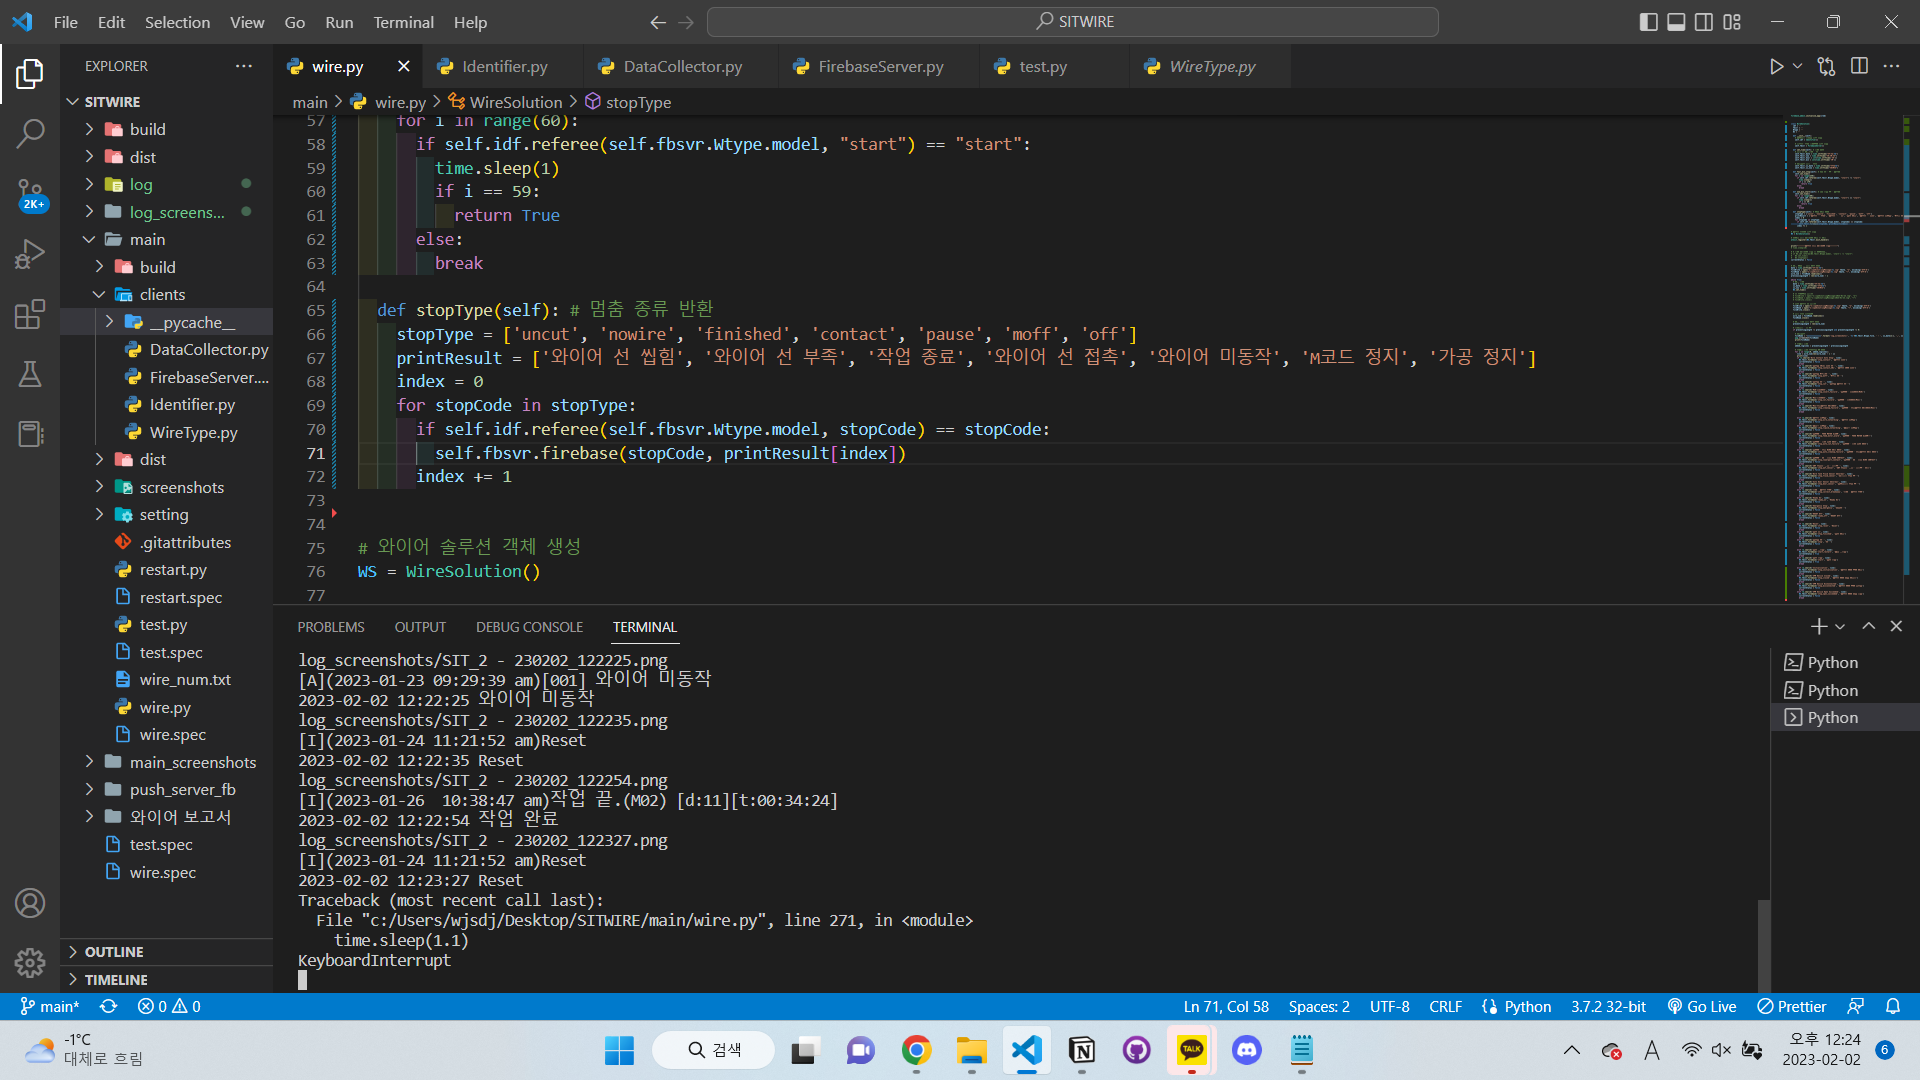 File Edit Selection View Go Run Terminal Help
SITWIRE
EXPLORER
SITWIRE
build
dist
log
log_screens...
main
build
clients
__pycache__
DataCollector.py
FirebaseServer....
Identifier.py
WireType.py
dist
screenshots
setting
.gitattributes
restart.py
restart.spec
test.py
test.spec
wire_num.txt
wire.py
wire.spec
main_screenshots
push_server_fb
와이어 보고서
test.spec
wire.spec
OUTLINE
TIMELINE
2K+
wire.py Identifier.py DataCollector.py FirebaseServer.py test.py WireType.py
main > wire.py > WireSolution > stopType
57 for i in range(60):
58 if self.idf.referee(self.fbsvr.Wtype.model, "start") == "start":
59 time.sleep(1)
60 if i == 59:
61 return True
62 else:
63 break
64
65 def stopType(self): # 멈춤 종류 반환
66 stopType = ['uncut', 'nowire', 'finished', 'contact', 'pause', 'moff', 'off']
67 printResult = ['와이어 선 씹힘', '와이어 선 부족', '작업 종료', '와이어 선 접촉', '와이어 미동작', 'M코드 정지', '가공 정지']
68 index = 0
69 for stopCode in stopType:
70 if self.idf.referee(self.fbsvr.Wtype.model, stopCode) == stopCode:
71 self.fbsvr.firebase(stopCode, printResult[index])
72 index += 1
73
74
75 # 와이어 솔루션 객체 생성
76 WS = WireSolution()
77
PROBLEMS OUTPUT DEBUG CONSOLE TERMINAL
log_screenshots/SIT_2 - 230202_122225.png
[A](2023-01-23 09:29:39 am)[001] 와이어 미동작
2023-02-02 12:22:25 와이어 미동작
log_screenshots/SIT_2 - 230202_122235.png
[I](2023-01-24 11:21:52 am)Reset
2023-02-02 12:22:35 Reset
log_screenshots/SIT_2 - 230202_122254.png
[I](2023-01-26  10:38:47 am)작업 끝.(M02) [d:11][t:00:34:24]
2023-02-02 12:22:54 작업 완료
log_screenshots/SIT_2 - 230202_122327.png
[I](2023-01-24 11:21:52 am)Reset
2023-02-02 12:23:27 Reset
Traceback (most recent call last):
File "c:/Users/wjsdj/Desktop/SITWIRE/main/wire.py", line 271, in <module>
time.sleep(1.1)
KeyboardInterrupt
Python
Python
Python
main* 0 0 Ln 71, Col 58 Spaces: 2 UTF-8 CRLF Python 3.7.2 32-bit Go Live Prettier
-1°C
대체로 흐림
검색
TALK
A
오후 12:24
2023-02-02
6